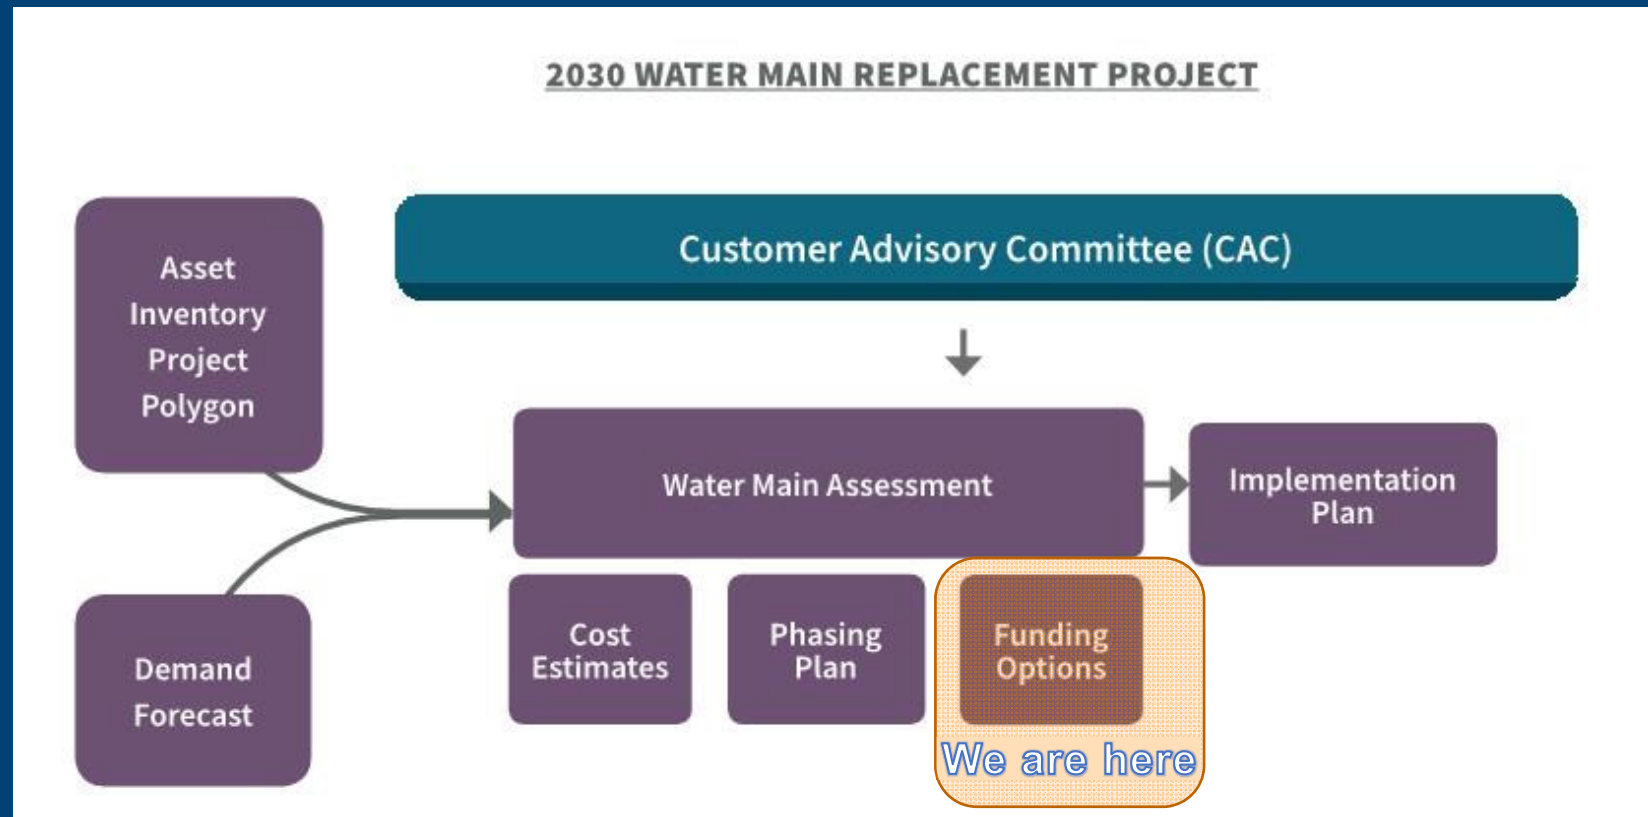 2030 WATER MAIN REPLACEMENT PROJECT
Customer Advisory Committee (CAC)
Asset
Inventory
Project
Polygon
Water Main Assessment
Implementation
Plan
Demand
Forecast
Cost
Estimates
Phasing
Plan
Funding
Options
We are here